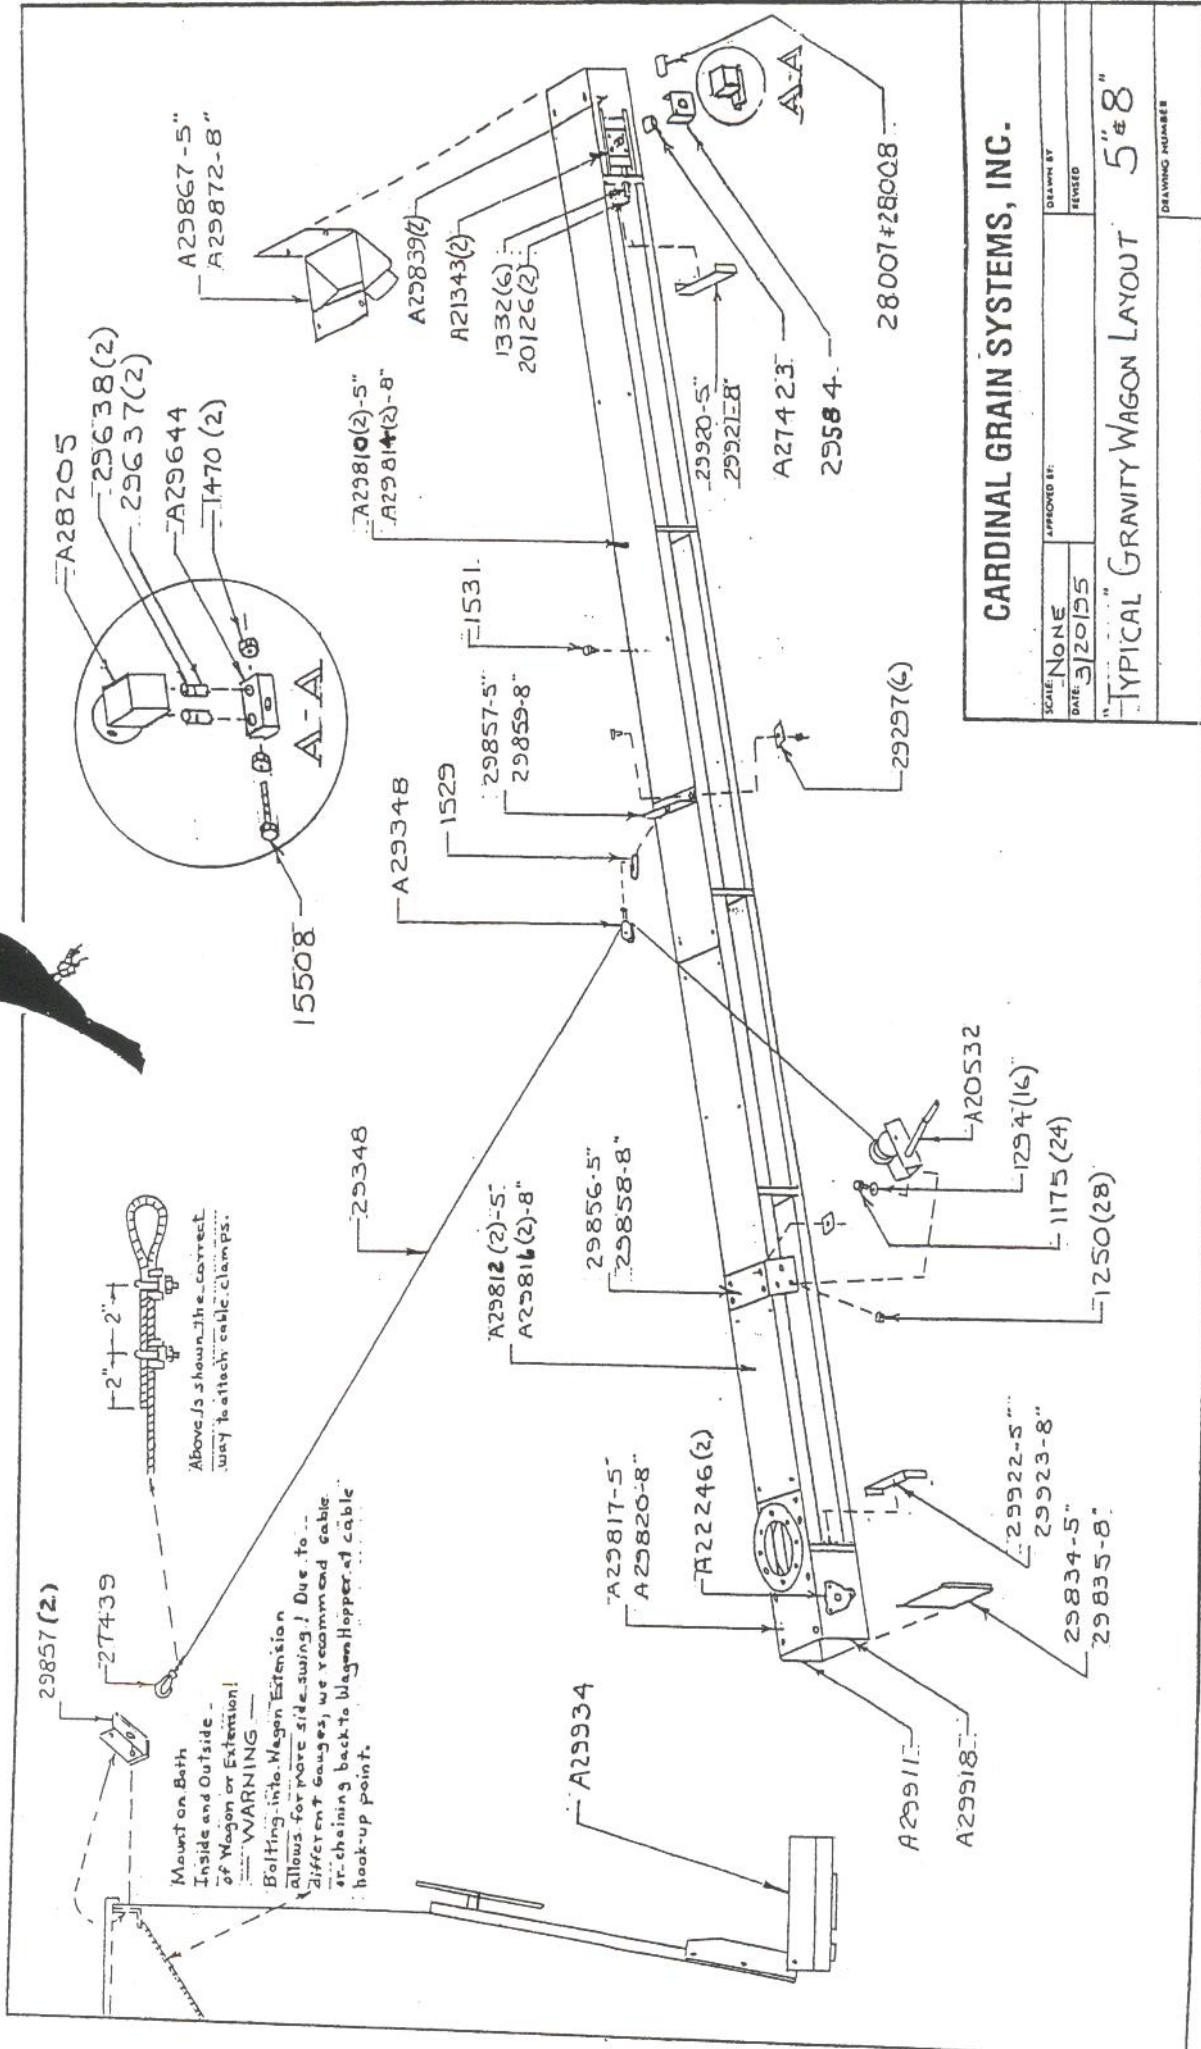 29857(2)
27439
Mount on Both
Inside and Outside
of Wagon or Extension!
WARNING
Bolting into Wagon Extension
allows for more side swing! Due to
different Gauges, we recommend cable
or chaining back to Wagon Hopper at cable
hook-up point.
2" 2"
Above is shown the correct
way to attach cable clamps.
29348
A28205
29638(2)
29637(2)
A29644
1470(2)
A-A
15508
A29867-5"
A29872-8"
A29839(2)
A21343(2)
1332(6)
20126(2)
A29810(2)-5"
A29814(2)-8"
1531
29857-5"
29859-8"
1529
A29348
A29812(2)-5"
A29816(2)-8"
29856-5"
29858-8"
A29817-5"
A29820-8"
A22246(2)
A29934
A29911
A29918
29922-5"
29923-8"
29834-5"
29835-8"
A20532
1294(16)
1175(24)
1250(28)
29297(6)
29920-5"
29921-8"
A27423
29584
28007+28008
A-A
CARDINAL GRAIN SYSTEMS, INC.
SCALE: NONE
APPROVED BY:
DRAWN BY
DATE: 3/20/95
REVISED
"TYPICAL" GRAVITY WAGON LAYOUT 5"&8"
DRAWING NUMBER